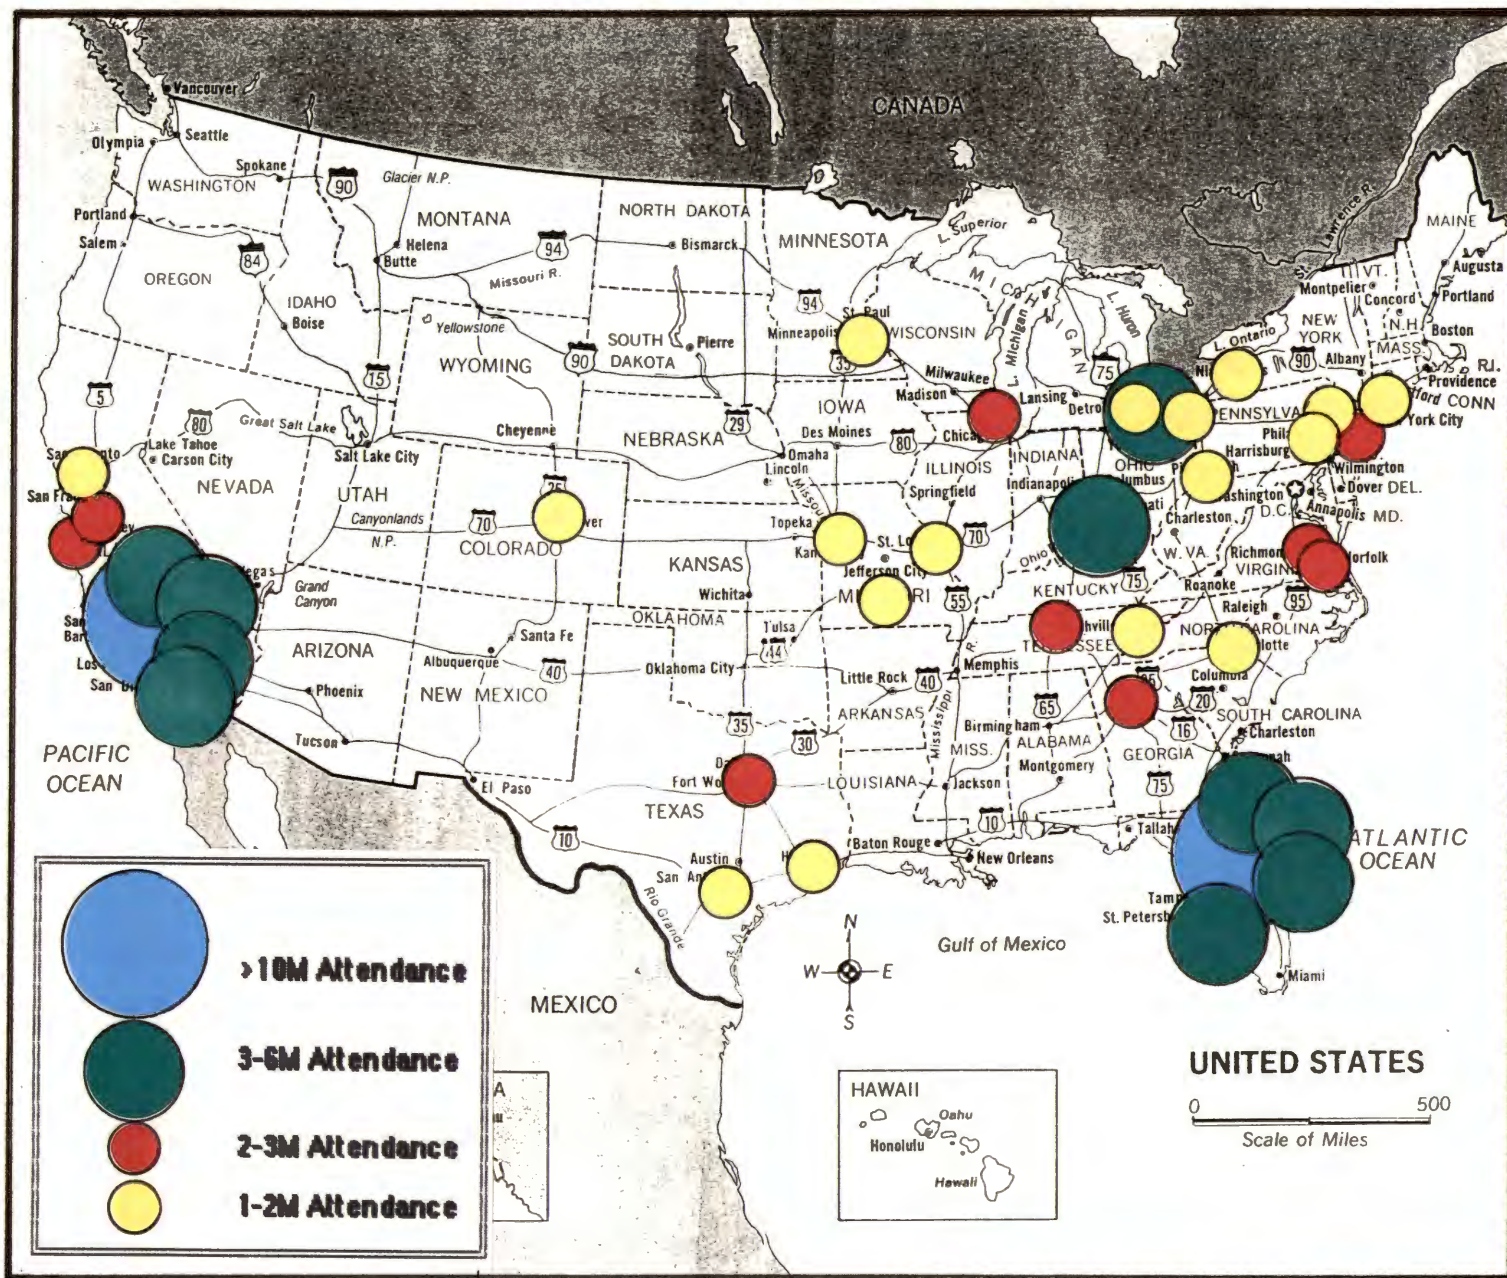 CANADA
Vancouver
Seattle
Olympia
Spokane
WASHINGTON
90
Glacier N.P.
MONTANA
NORTH DAKOTA
MINNESOTA
L. Superior
MAINE
St. Lawrence R.
Portland
Salem
84
Helena
Butte
94
Bismarck
Augusta
OREGON
IDAHO
Boise
Missouri R.
MICHIGAN
L. Huron
VT.
Montpelier
Concord
Portland
N.H.
Yellowstone
WYOMING
90
SOUTH
DAKOTA
Pierre
94
St. Paul
Minneapolis
35
WISCONSIN
L. Michigan
75
L. Ontario
NEW
YORK
90
Albany
MASS.
Boston
R.I.
Providence
CONN
York City
5
15
80
Great Salt Lake
Salt Lake City
Lake Tahoe
Carson City
NEVADA
UTAH
Cheyenne
NEBRASKA
29
IOWA
Des Moines
80
Omaha
Lincoln
Milwaukee
Madison
Lansing
ILLINOIS
INDIANA
Springfield
OHIO
Harrisburg
Wilmington
Dover DEL.
Annapolis
MD.
D.C.
Canyonlands
N.P.
70
25
COLORADO
Topeka
KANSAS
Wichita
Jefferson City
70
55
Ohio
KENTUCKY
75
Charleston
W. VA.
Richmond
Roanoke
95
Raleigh
Grand
Canyon
ARIZONA
Phoenix
Tucson
Santa Fe
Albuquerque
40
NEW MEXICO
OKLAHOMA
Tulsa
44
Oklahoma City
Little Rock
40
ARKANSAS
Memphis
Mississippi R.
MISS.
65
Birmingham
ALABAMA
Montgomery
Columbia
20
16
SOUTH CAROLINA
Charleston
GEORGIA
75
PACIFIC
OCEAN
El Paso
35
30
Fort Wo
TEXAS
LOUISIANA
Jackson
10
10
Austin
Baton Rouge
New Orleans
Rio Grande
ATLANTIC
OCEAN
St. Petersb
Miami
Gulf of Mexico
N
W
E
S
MEXICO
>10M Attendance
3-6M Attendance
2-3M Attendance
1-2M Attendance
HAWAII
Oahu
Honolulu
Hawaii
UNITED STATES
0 500
Scale of Miles